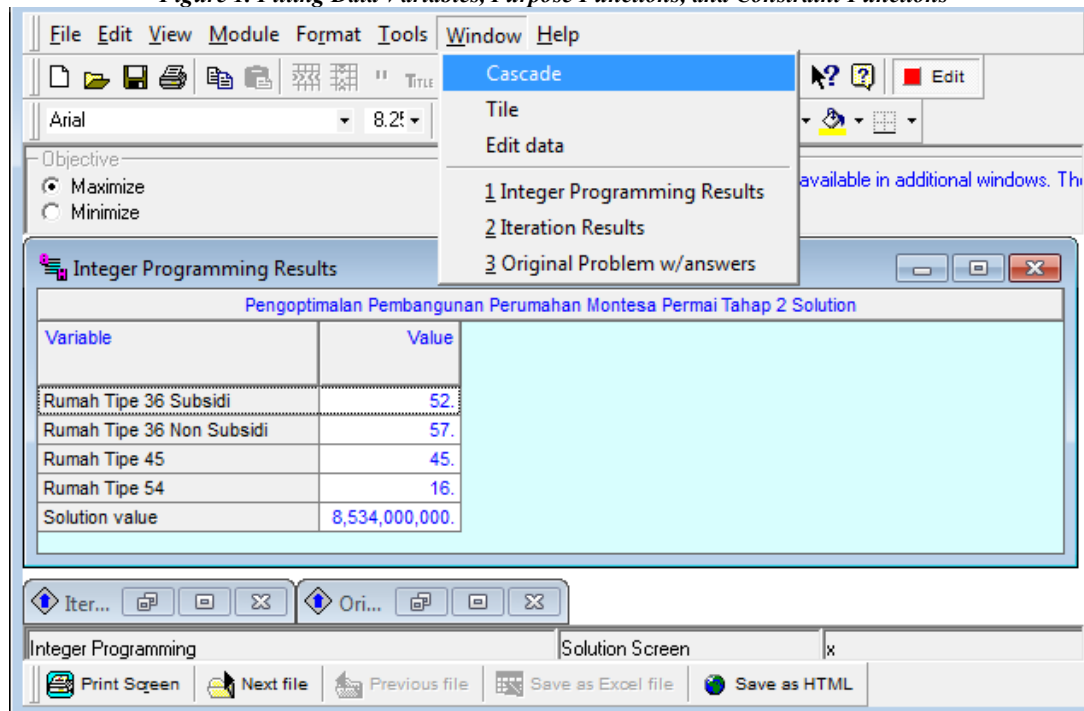 Figure 1. Filling Data Variables, Purpose Functions, and Constraint Functions
File Edit View Module Format Tools Window Help
TITLE
Edit
Arial
8.2
Cascade
Tile
Edit data
1 Integer Programming Results
2 Iteration Results
3 Original Problem w/answers
Objective
Maximize
Minimize
available in additional windows.
Integer Programming Results
Pengoptimalan Pembangunan Perumahan Montesa Permai Tahap 2 Solution
Variable Value
Rumah Tipe 36 Subsidi 52.
Rumah Tipe 36 Non Subsidi 57.
Rumah Tipe 45 45.
Rumah Tipe 54 16.
Solution value 8,534,000,000.
Iter... Ori...
Integer Programming Solution Screen x
Print Screen Next file Previous file Save as Excel file Save as HTML